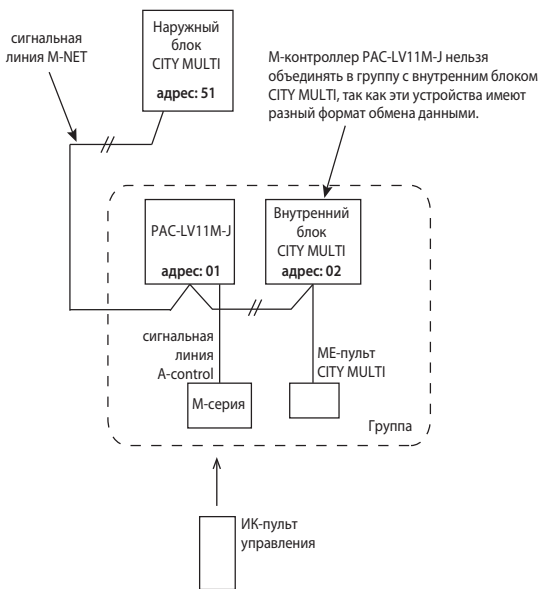 сигнальная
линия M-NET
Наружный
блок
CITY MULTI
адрес: 51
М-контроллер PAC-LV11M-J нельзя
объединять в группу с внутренним блоком
CITY MULTI, так как эти устройства имеют
разный формат обмена данными.
PAC-LV11M-J
адрес: 01
Внутренний
блок
CITY MULTI
адрес: 02
сигнальная
линия
A-control
МЕ-пульт
CITY MULTI
М-серия
Группа
ИК-пульт
управления